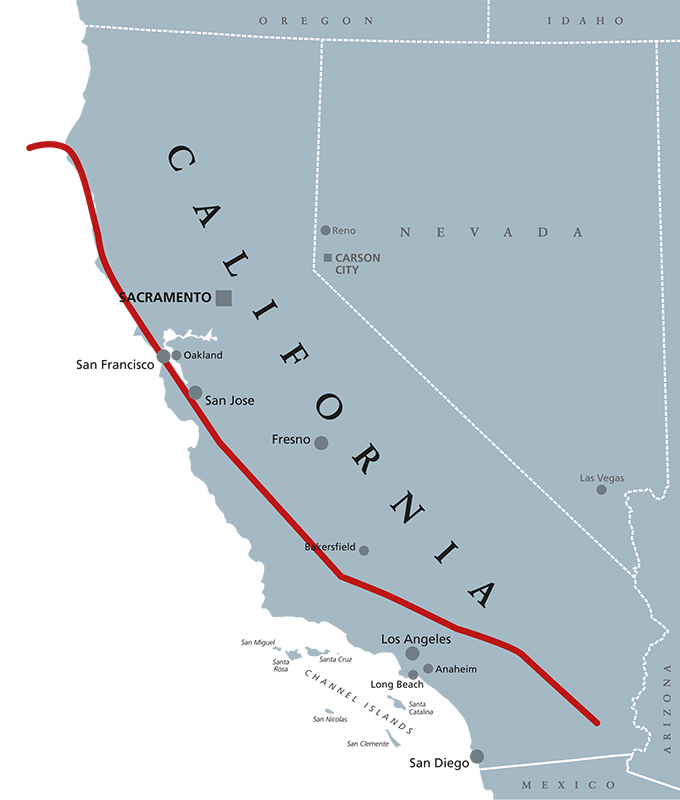 OREGON
IDAHO
CALIFORNIA
Reno
NEVADA
CARSON
CITY
SACRAMENTO
San Francisco
Oakland
San Jose
Fresno
Las Vegas
Bakersfield
Los Angeles
San Miguel
Santa Cruz
Santa
Rosa
Anaheim
Long Beach
CHANNEL ISLANDS
Santa
Catalina
San Nicolas
San Clemente
San Diego
ARIZONA
MEXICO